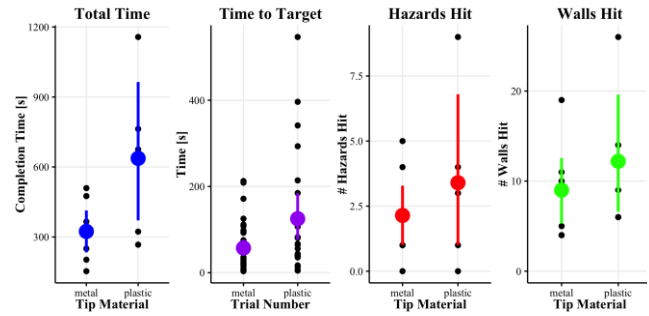 Total Time
1200
900
600
300
Completion Time [s]
metal
plastic
Tip Material
Time to Target
400
200
0
Time [s]
metal
plastic
Trial Number
Hazards Hit
7.5
5.0
2.5
0.0
# Hazards Hit
metal
plastic
Tip Material
Walls Hit
20
10
0
# Walls Hit
metal
plastic
Tip Material